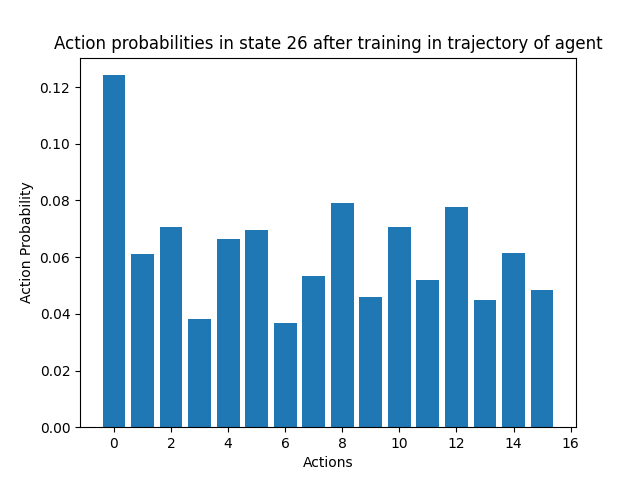 Action probabilities in state 26 after training in trajectory of agent
0.12
0.10
0.08
0.06
0.04
0.02
0.00
Action Probability
0 2 4 6 8 10 12 14 16
Actions